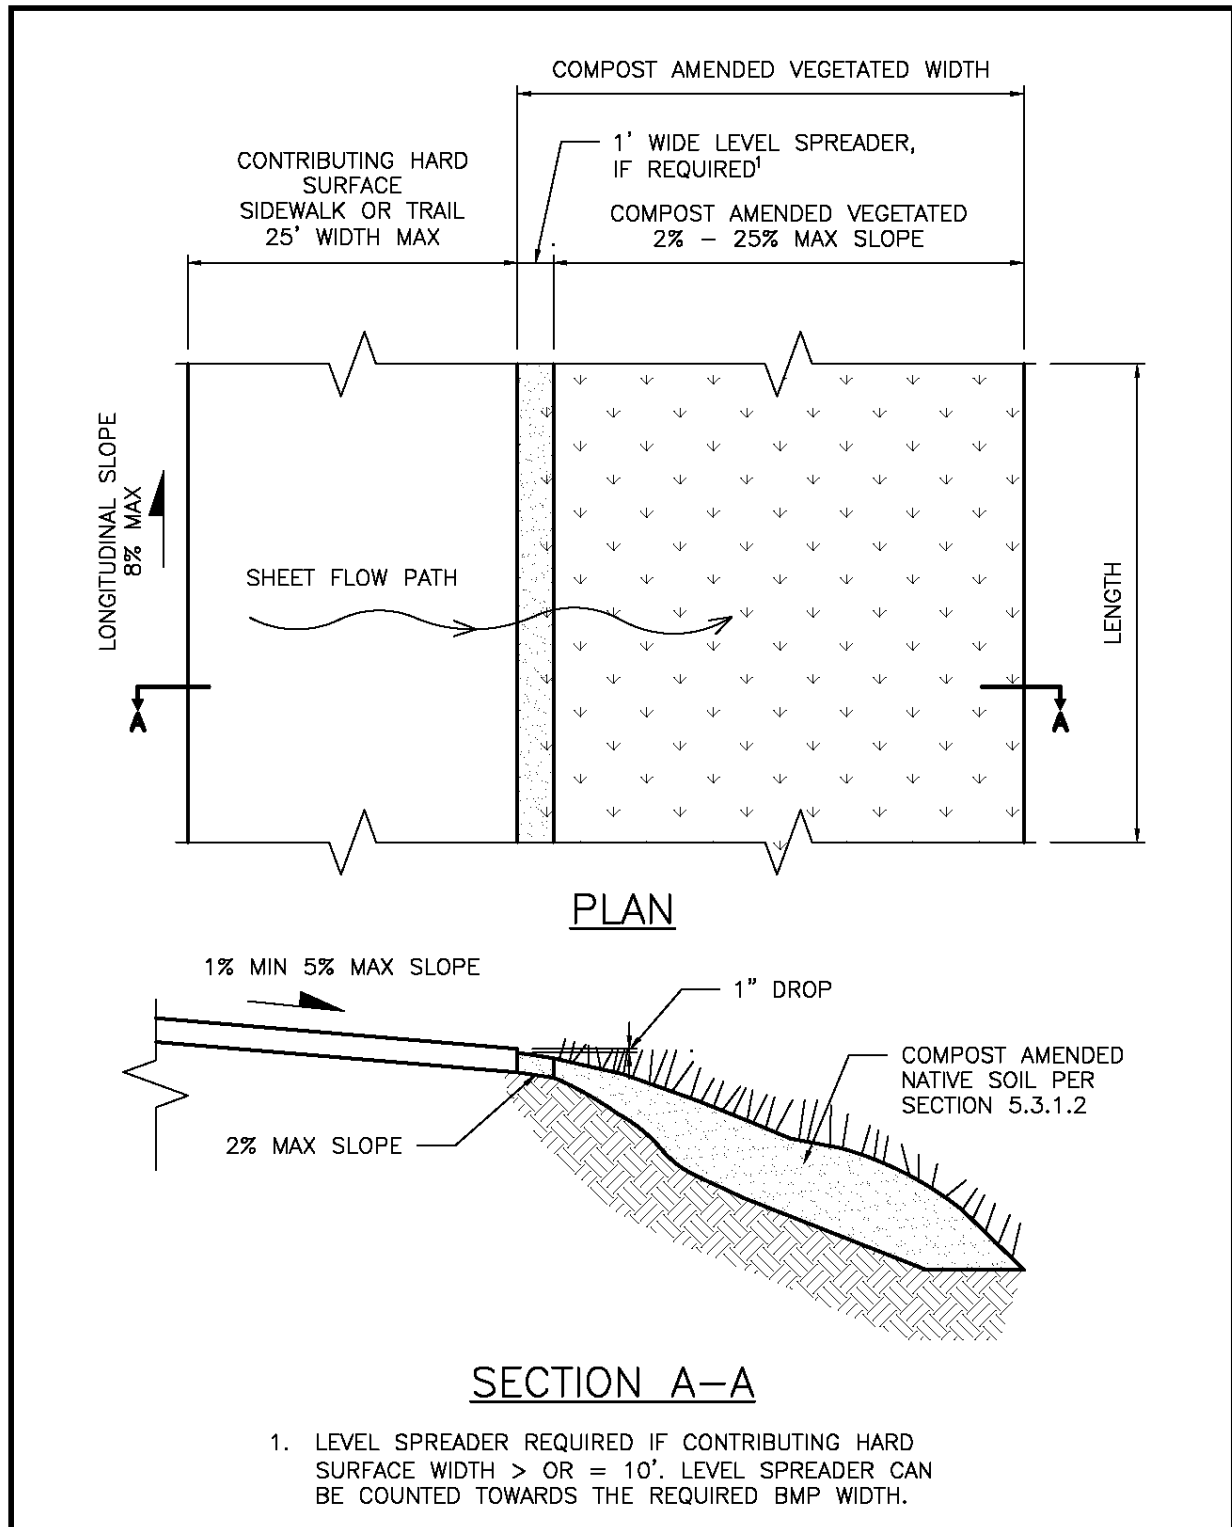 COMPOST AMENDED VEGETATED WIDTH
1' WIDE LEVEL SPREADER,
IF REQUIRED¹
CONTRIBUTING HARD
SURFACE
SIDEWALK OR TRAIL
25' WIDTH MAX
COMPOST AMENDED VEGETATED
2% – 25% MAX SLOPE
LONGITUDINAL SLOPE
8% MAX
SHEET FLOW PATH
LENGTH
A
A
PLAN
1% MIN 5% MAX SLOPE
1" DROP
COMPOST AMENDED
NATIVE SOIL PER
SECTION 5.3.1.2
2% MAX SLOPE
SECTION A–A
1. LEVEL SPREADER REQUIRED IF CONTRIBUTING HARD
SURFACE WIDTH > OR = 10'. LEVEL SPREADER CAN
BE COUNTED TOWARDS THE REQUIRED BMP WIDTH.